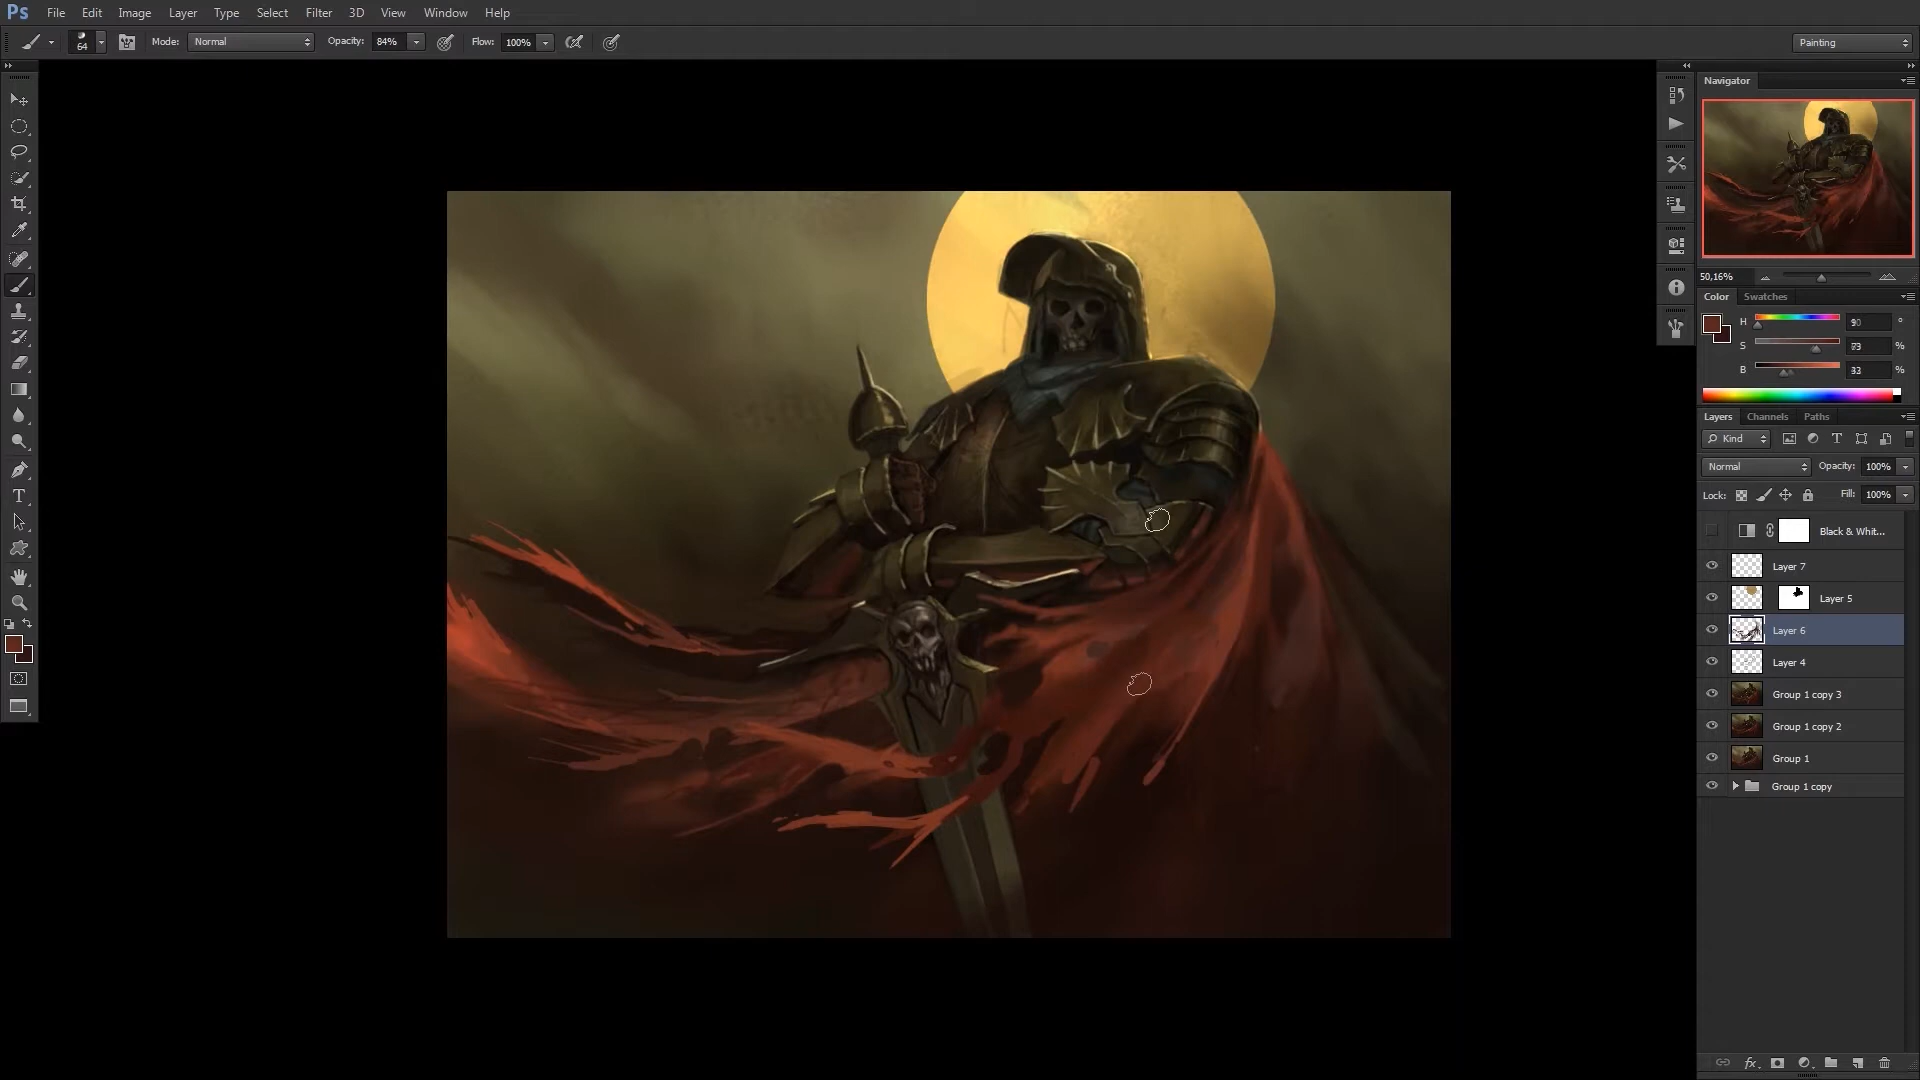 Ps File Edit Image Layer Type Select Filter 3D View Window Help
64 Mode: Normal Opacity: 84% Flow: 100% Painting
Navigator
50,16%
Color Swatches
H °
S 73 %
B 33 %
Layers Channels Paths
Kind T
Normal Opacity: 100%
Lock: Fill: 100%
Black & Whit...
Layer 7
Layer 5
Layer 6
Layer 4
Group 1 copy 3
Group 1 copy 2
Group 1
Group 1 copy
T
fx